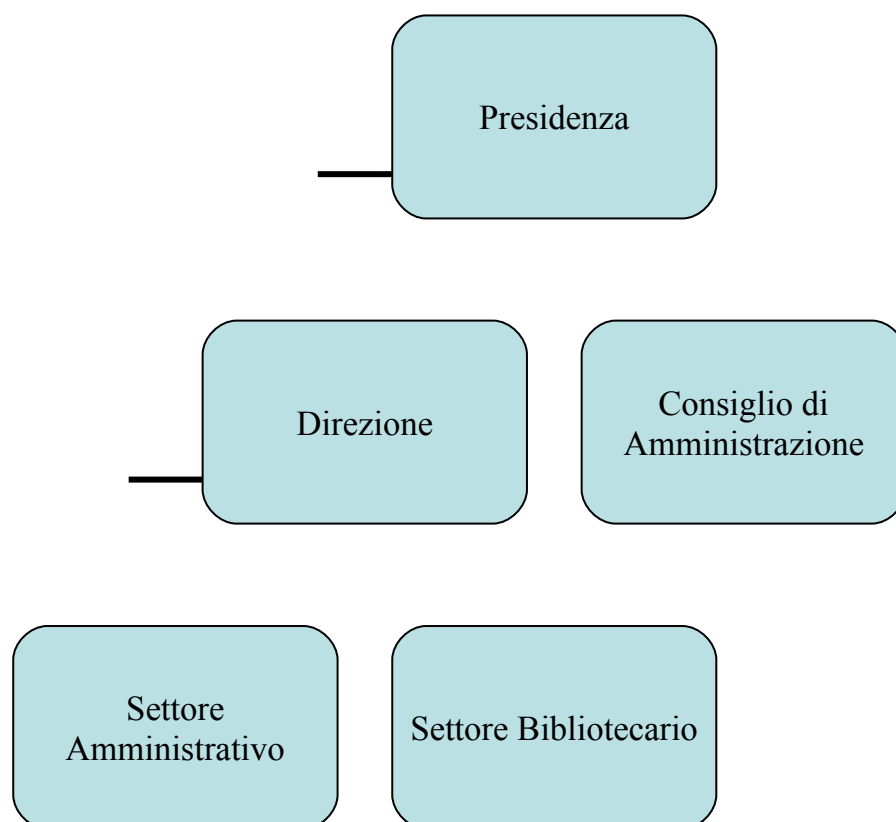 Presidenza
Direzione
Consiglio di
Amministrazione
Settore
Amministrativo
Settore Bibliotecario